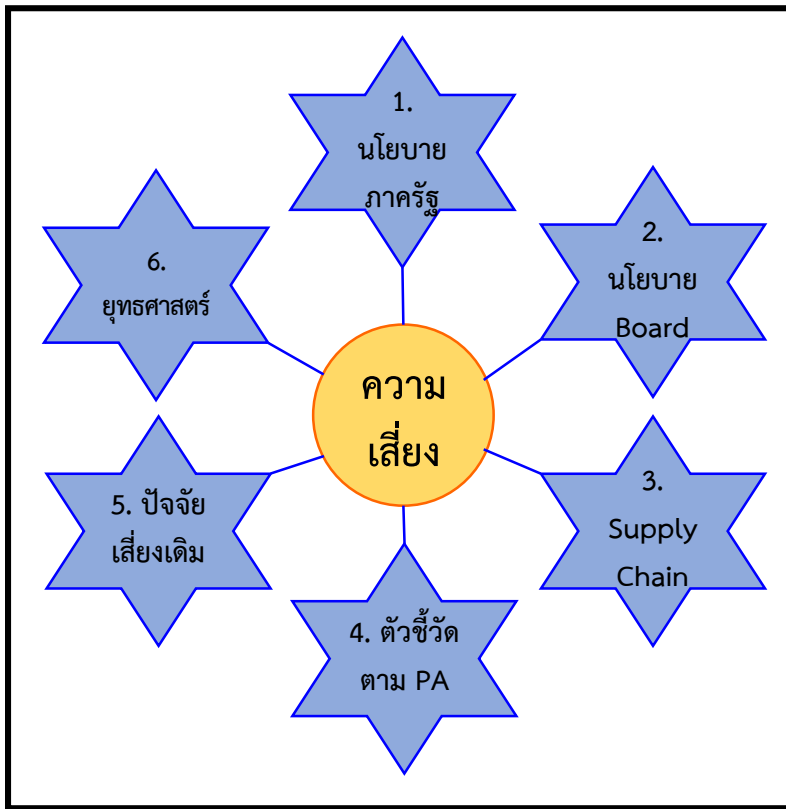 1.
นโยบาย
ภาครัฐ
2.
นโยบาย
Board
3.
Supply
Chain
4. ตัวชี้วัด
ตาม PA
5. ปัจจัย
เสี่ยงเดิม
6.
ยุทธศาสตร์
ความ
เสี่ยง